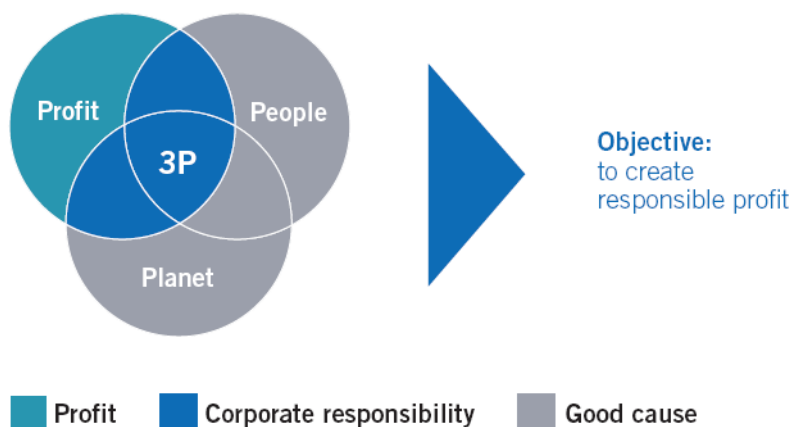 Profit
People
3P
Planet
Objective:
to create
responsible profit
Profit
Corporate responsibility
Good cause